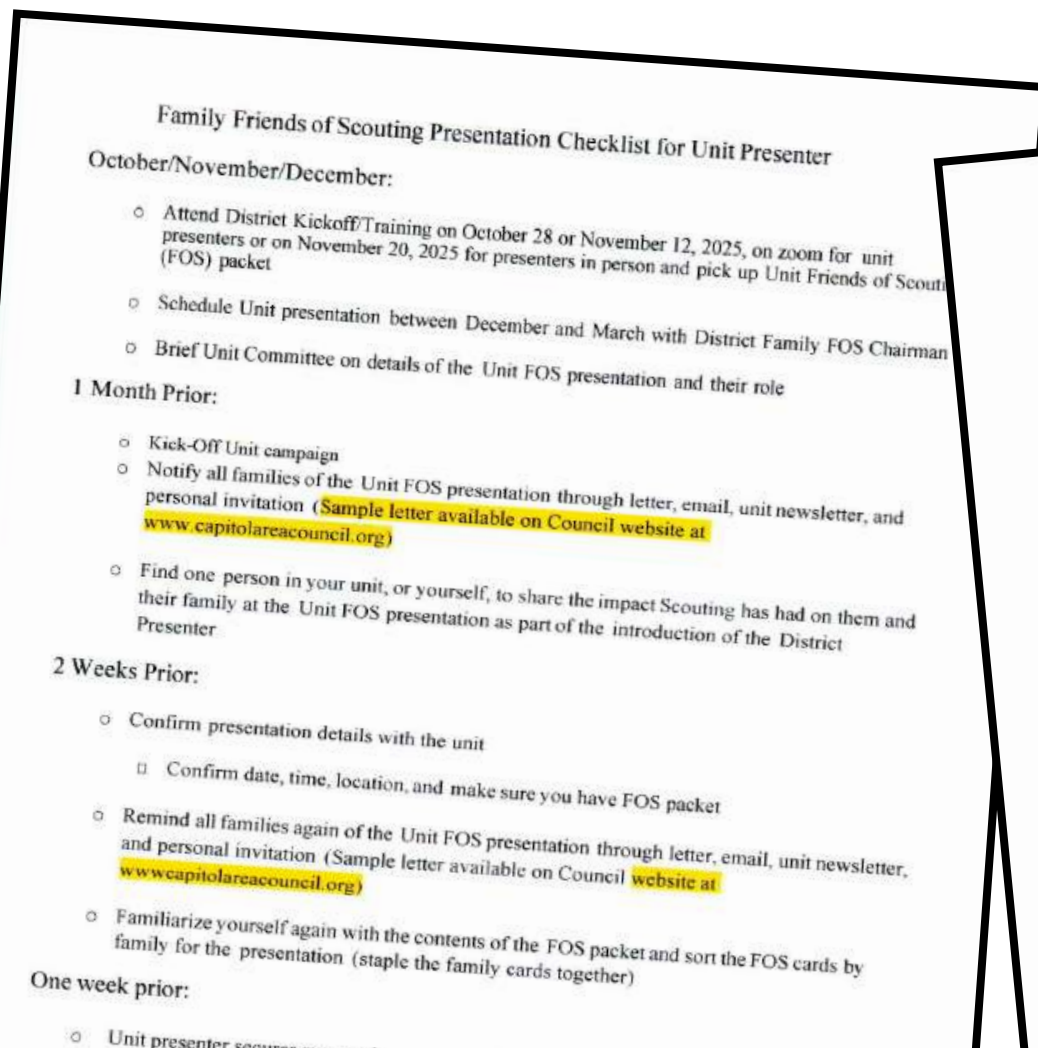 Family Friends of Scouting Presentation Checklist for Unit Presenter
October/November/December:
Attend District Kickoff/Training on October 28 or November 12, 2025, on zoom for unit
presenters or on November 20, 2025 for presenters in person and pick up Unit Friends of Scouti
(FOS) packet
Schedule Unit presentation between December and March with District Family FOS Chairman
Brief Unit Committee on details of the Unit FOS presentation and their role
1 Month Prior:
Kick-Off Unit campaign
Notify all families of the Unit FOS presentation through letter, email, unit newsletter, and
personal invitation (Sample letter available on Council website at
www.capitolareacouncil.org)
Find one person in your unit, or yourself, to share the impact Scouting has had on them and
their family at the Unit FOS presentation as part of the introduction of the District
Presenter
2 Weeks Prior:
Confirm presentation details with the unit
Confirm date, time, location, and make sure you have FOS packet
Remind all families again of the Unit FOS presentation through letter, email, unit newsletter,
and personal invitation (Sample letter available on Council website at
wwwcapitolareacouncil.org)
Familiarize yourself again with the contents of the FOS packet and sort the FOS cards by
family for the presentation (staple the family cards together)
One week prior:
Unit presenter